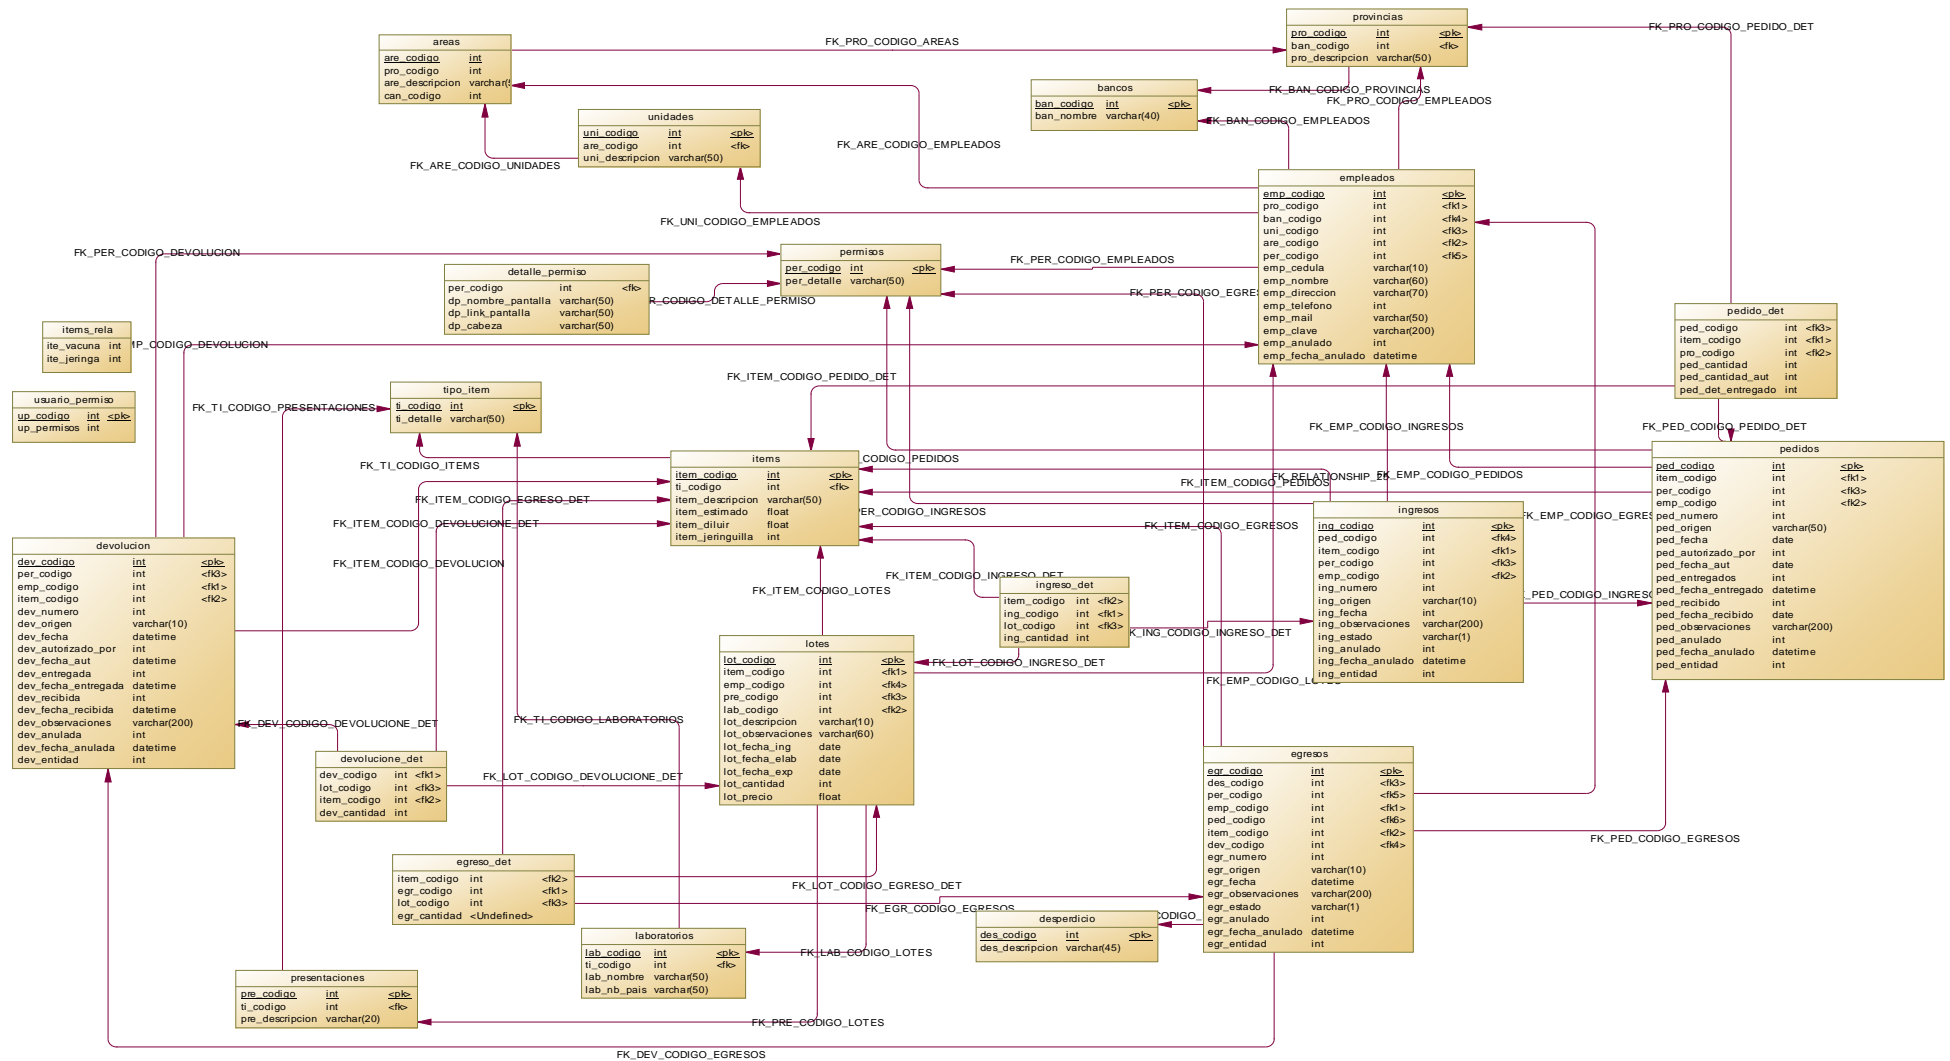 provincias
pro_codigo int <pk>
ban_codigo int <fk>
pro_descripcion varchar(50)
FK_PRO_CODIGO_PEDIDO_DET
areas
are_codigo int
pro_codigo int
are_descripcion
can_codigo int
FK_PRO_CODIGO_AREAS
bancos
ban_codigo int <pk>
ban_nombre varchar(40)
FK_BAN_CODIGO_PROVINCIAS
FK_PRO_CODIGO_EMPLEADOS
FK_BAN_CODIGO_EMPLEADOS
unidades
uni_codigo int <pk>
are_codigo int <fk>
uni_descripcion varchar(50)
FK_ARE_CODIGO_UNIDADES
FK_ARE_CODIGO_EMPLEADOS
FK_UNI_CODIGO_EMPLEADOS
empleados
emp_codigo int <pk>
pro_codigo int <fk1>
ban_codigo int <fk4>
uni_codigo int <fk3>
are_codigo int <fk2>
per_codigo int <fk5>
emp_cedula varchar(10)
emp_nombre varchar(60)
emp_direccion varchar(70)
emp_telefono int
emp_mail varchar(50)
emp_clave varchar(200)
emp_anulado int
emp_fecha_anulado datetime
FK_PER_CODIGO_DEVOLUCION
permisos
per_codigo int <pk>
per_detalle varchar(50)
FK_PER_CODIGO_EMPLEADOS
detalle_permiso
per_codigo int <fk>
dp_nombre_pantalla varchar(50)
dp_link_pantalla varchar(50)
dp_cabeza varchar(50)
R_CODIGO_DETALLE_PERMISO
FK_PER_CODIGO_EGRES
pedido_det
ped_codigo int <fk3>
item_codigo int <fk1>
pro_codigo int <fk2>
ped_cantidad int
ped_cantidad_aut int
ped_det_entregado int
items_rela
ite_vacuna int
ite_jeringa int
MP_CODIGO_DEVOLUCION
usuario_permiso
up_codigo int <pk>
up_permisos int
FK_TI_CODIGO_PRESENTACIONES
tipo_item
ti_codigo int <pk>
ti_detalle varchar(50)
FK_ITEM_CODIGO_PEDIDO_DET
FK_EMP_CODIGO_INGRESOS
FK_PED_CODIGO_PEDIDO_DET
FK_TI_CODIGO_ITEMS
items
item_codigo int <pk>
ti_codigo int <fk>
item_descripcion varchar(50)
item_estimado float
item_diluir float
item_jeringuilla int
_CODIGO_PEDIDOS
FK_RELATIONSHIP_
FK_EMP_CODIGO_PEDIDOS
FK_ITEM_CODIGO_PEDIDOS
PER_CODIGO_INGRESOS
FK_ITEM_CODIGO_EGRESOS
FK_EMP_CODIGO_EGRES
FK_ITEM_CODIGO_EGRESO_DET
FK_ITEM_CODIGO_DEVOLUCIONE_DET
FK_ITEM_CODIGO_DEVOLUCION
pedidos
ped_codigo int <pk>
item_codigo int <fk1>
per_codigo int <fk3>
emp_codigo int <fk2>
ped_numero int
ped_origen varchar(50)
ped_fecha date
ped_autorizado_por int
ped_fecha_aut date
ped_entregados int
ped_fecha_entregado datetime
ped_recibido int
ped_fecha_recibido date
ped_observaciones varchar(200)
ped_anulado int
ped_fecha_anulado datetime
ped_entidad int
ingresos
ing_codigo int <pk>
ped_codigo int <fk4>
item_codigo int <fk1>
per_codigo int <fk3>
emp_codigo int <fk2>
ing_numero int
ing_origen varchar(10)
ing_fecha int
ing_observaciones varchar(200)
ing_estado varchar(1)
ing_anulado int
ing_fecha_anulado datetime
ing_entidad int
_PED_CODIGO_INGRESO
devolucion
dev_codigo int <pk>
per_codigo int <fk3>
emp_codigo int <fk1>
item_codigo int <fk2>
dev_numero int
dev_origen varchar(10)
dev_fecha datetime
dev_autorizado_por int
dev_fecha_aut datetime
dev_entregada int
dev_fecha_entregada datetime
dev_recibida int
dev_fecha_recibida datetime
dev_observaciones varchar(200)
dev_anulada int
dev_fecha_anulada datetime
dev_entidad int
FK_ITEM_CODIGO_LOTES
FK_ITEM_CODIGO_INGRESO_DET
ingreso_det
item_codigo int <fk2>
ing_codigo int <fk1>
lot_codigo int <fk3>
ing_cantidad int
K_ING_CODIGO_INGRESO_DET
FK_LOT_CODIGO_INGRESO_DET
FK_EMP_CODIGO_LOTES
lotes
lot_codigo int <pk>
item_codigo int <fk1>
emp_codigo int <fk4>
pre_codigo int <fk3>
lab_codigo int <fk2>
lot_descripcion varchar(10)
lot_observaciones varchar(60)
lot_fecha_ing date
lot_fecha_elab date
lot_fecha_exp date
lot_cantidad int
lot_precio float
FK_DEV_CODIGO_DEVOLUCIONE_DET
FK_TI_CODIGO_LABORATORIOS
devolucione_det
dev_codigo int <fk1>
lot_codigo int <fk3>
item_codigo int <fk2>
dev_cantidad int
FK_LOT_CODIGO_DEVOLUCIONE_DET
egresos
egr_codigo int <pk>
des_codigo int <fk3>
per_codigo int <fk5>
emp_codigo int <fk1>
ped_codigo int <fk6>
item_codigo int <fk2>
dev_codigo int <fk4>
egr_numero int
egr_origen varchar(10)
egr_fecha datetime
egr_observaciones varchar(200)
egr_estado varchar(1)
egr_anulado int
egr_fecha_anulado datetime
egr_entidad int
FK_PED_CODIGO_EGRESOS
egreso_det
item_codigo int <fk2>
egr_codigo int <fk1>
lot_codigo int <fk3>
egr_cantidad <Undefined>
FK_LOT_CODIGO_EGRESO_DET
FK_EGR_CODIGO_EGRESOS
desperdicio
des_codigo int <pk>
des_descripcion varchar(45)
CODIGO_
laboratorios
lab_codigo int <pk>
ti_codigo int <fk>
lab_nombre varchar(50)
lab_nb_pais varchar(50)
FK_LAB_CODIGO_LOTES
presentaciones
pre_codigo int <pk>
ti_codigo int <fk>
pre_descripcion varchar(20)
FK_PRE_CODIGO_LOTES
FK_DEV_CODIGO_EGRESOS